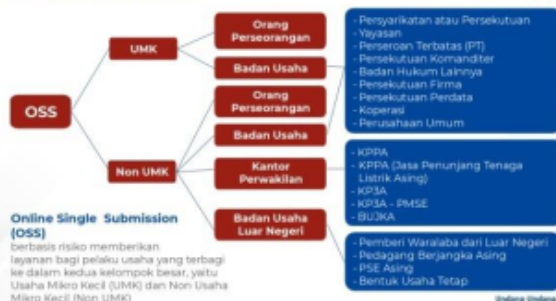 OSS
UMK
Non UMK
Orang
Perseorangan
Badan Usaha
Orang
Perseorangan
Badan Usaha
Kantor
Perwakilan
Badan Usaha
Luar Negeri
- Persyarikatan atau Persekutuan
- Yayasan
- Perseroan Terbatas (PT)
- Persekutuan Komanditer
- Badan Hukum Lainnya
- Persekutuan Firma
- Persekutuan Perdata
- Koperasi
- Perusahaan Umum
- KPPA
- KPPA (Jasa Penunjang Tenaga
Listrik Asing)
- KP3A
- KP3A - PMSE
- BUJKA
- Pemberi Waralaba dari Luar Negeri
- Pedagang Berjangka Asing
- PSE Asing
- Bentuk Usaha Tetap
Online Single Submission
(OSS)
berbasis risiko memberikan
layanan bagi pelaku usaha yang terbagi
ke dalam kedua kelompok besar, yaitu
Usaha Mikro Kecil (UMK) dan Non Usaha
Mikro Kecil (Non UMK)